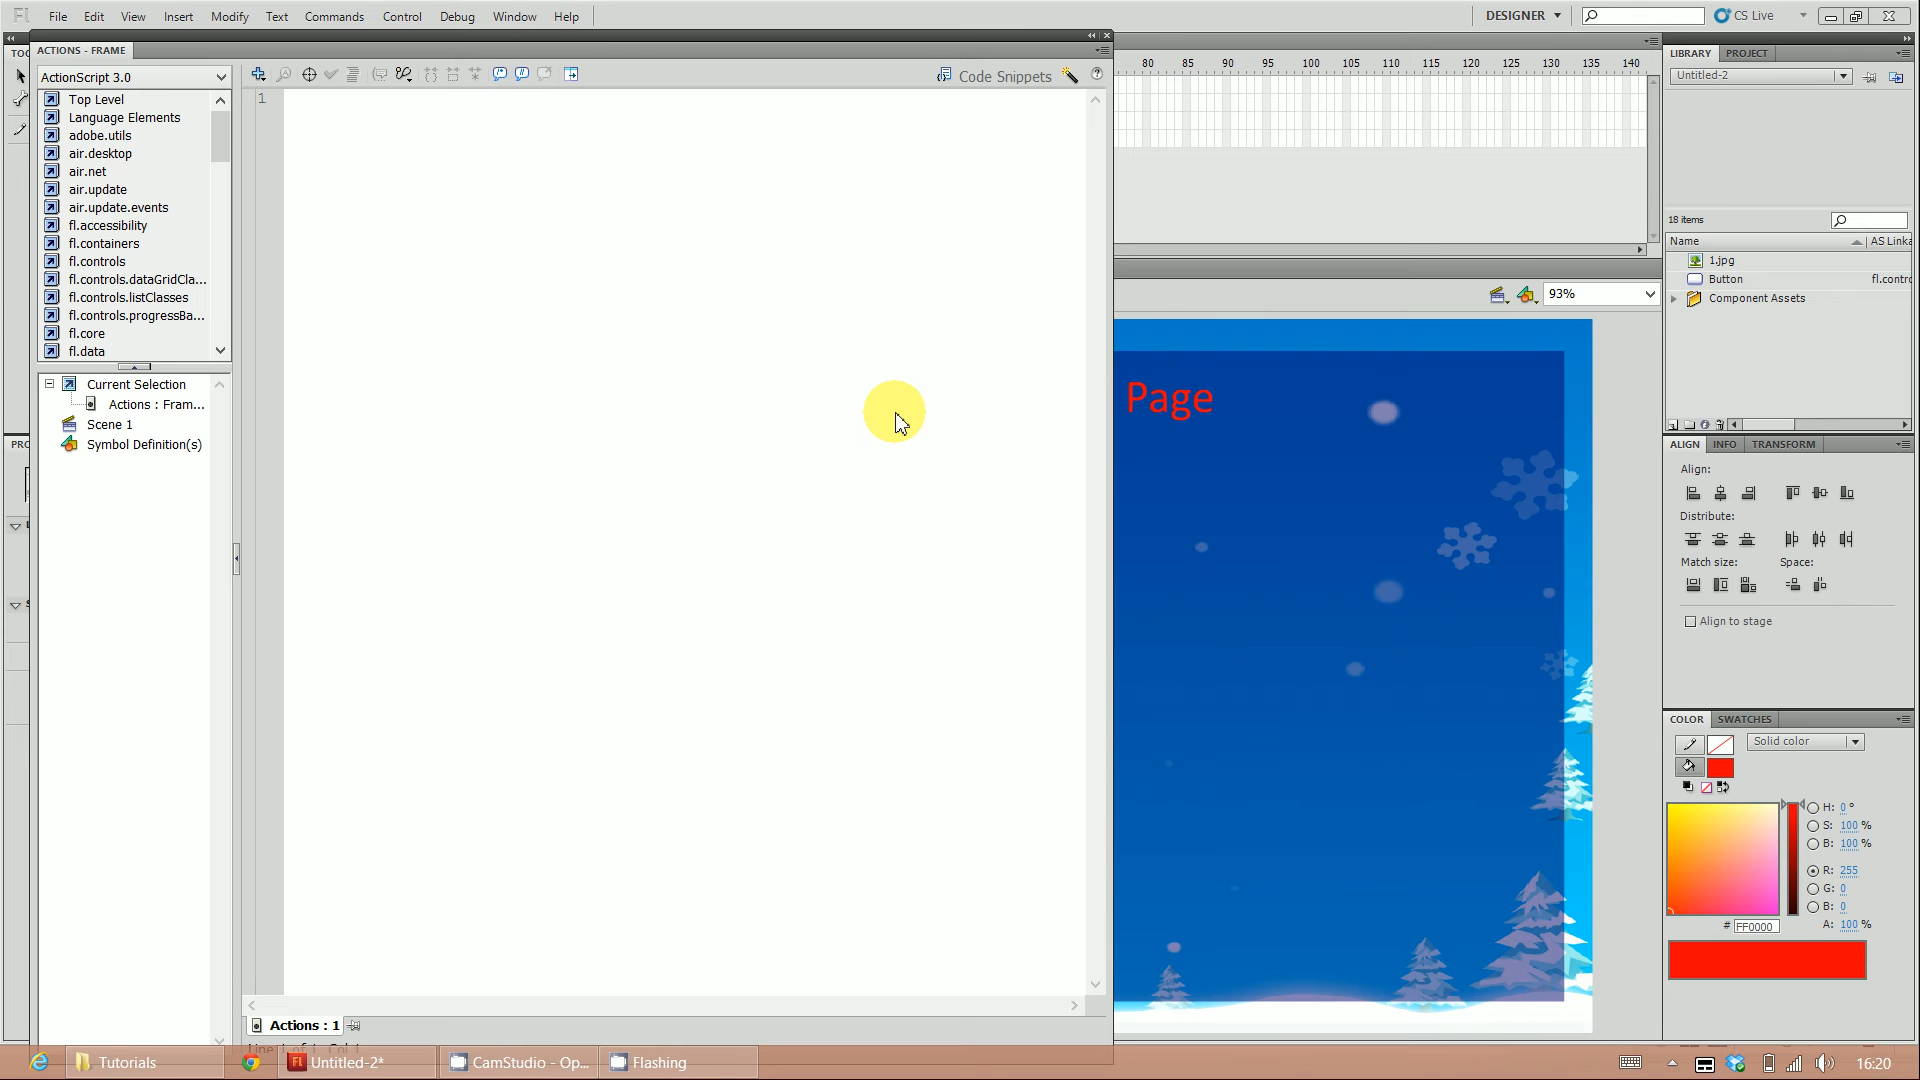 Fl File Edit View Insert Modify Text Commands Control Debug Window Help DESIGNER CS Live
ACTIONS - FRAME
ActionScript 3.0
Top Level
Language Elements
adobe.utils
air.desktop
air.net
air.update
air.update.events
fl.accessibility
fl.containers
fl.controls
fl.controls.dataGridCla...
fl.controls.listClasses
fl.controls.progressBa...
fl.core
fl.data
Current Selection
Actions : Fram...
Scene 1
Symbol Definition(s)
Code Snippets
1
Actions : 1
80 85 90 95 100 105 110 115 120 125 130 135 140
93%
Page
LIBRARY PROJECT
Untitled-2
18 items
Name AS Linka
1.jpg
Button fl.contro
Component Assets
ALIGN INFO TRANSFORM
Align:
Distribute:
Match size: Space:
Align to stage
COLOR SWATCHES
Solid color
H: 0 °
S: 100 %
B: 100 %
R: 255
G: 0
B: 0
# FF0000 A: 100 %
Tutorials Fl Untitled-2* CamStudio - Op... Flashing 16:20